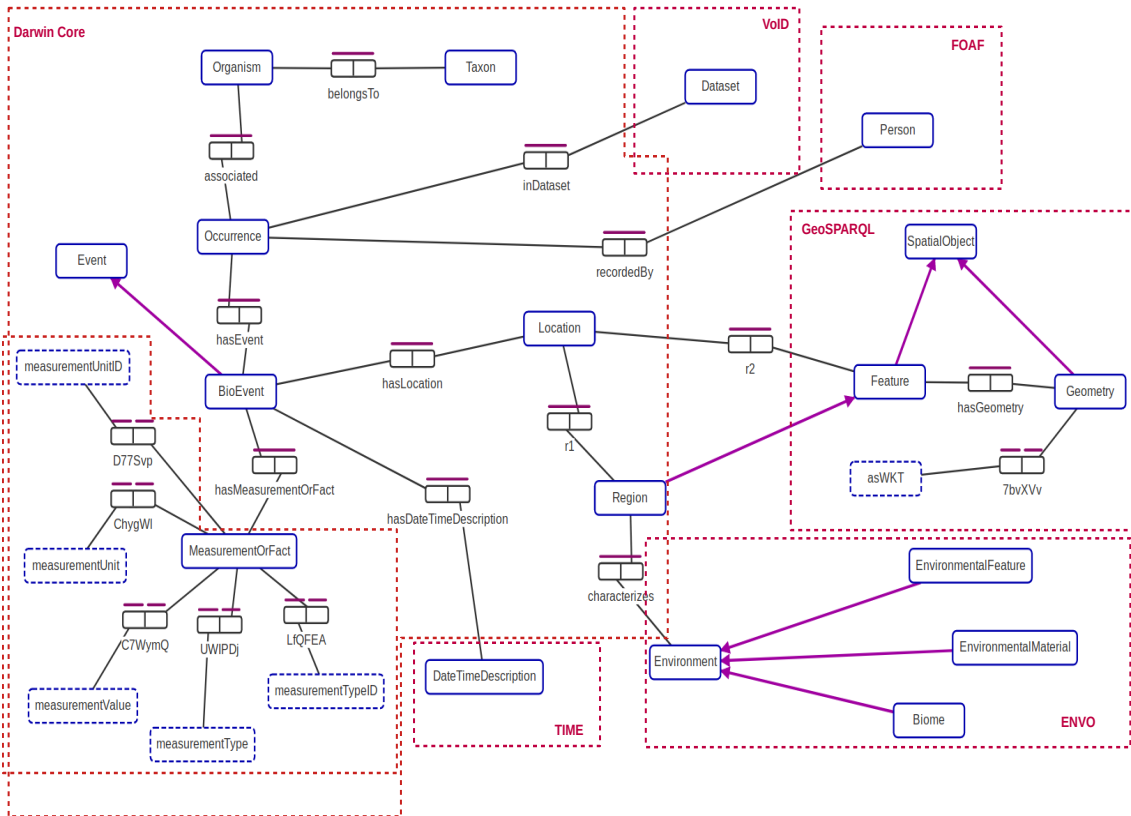 Darwin Core
VoID
FOAF
Organism
Taxon
belongsTo
Dataset
Person
associated
inDataset
Occurrence
recordedBy
GeoSPARQL
SpatialObject
Event
hasEvent
Location
r2
measurementUnitID
BioEvent
hasLocation
Feature
hasGeometry
Geometry
D77Svp
r1
hasMeasurementOrFact
asWKT
7bvXVv
Region
ChygWl
hasDateTimeDescription
measurementUnit
MeasurementOrFact
EnvironmentalFeature
characterizes
C7WymQ
UWIPDj
LfQFEA
EnvironmentalMaterial
Environment
DateTimeDescription
measurementValue
measurementTypeID
Biome
ENVO
TIME
measurementType